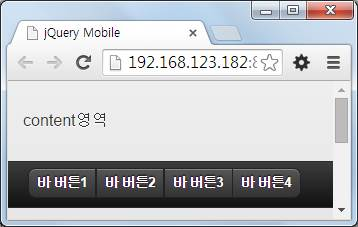 jQuery Mobile
192.168.123.182:8
content영역
바 버튼1 바 버튼2 바 버튼3 바 버튼4